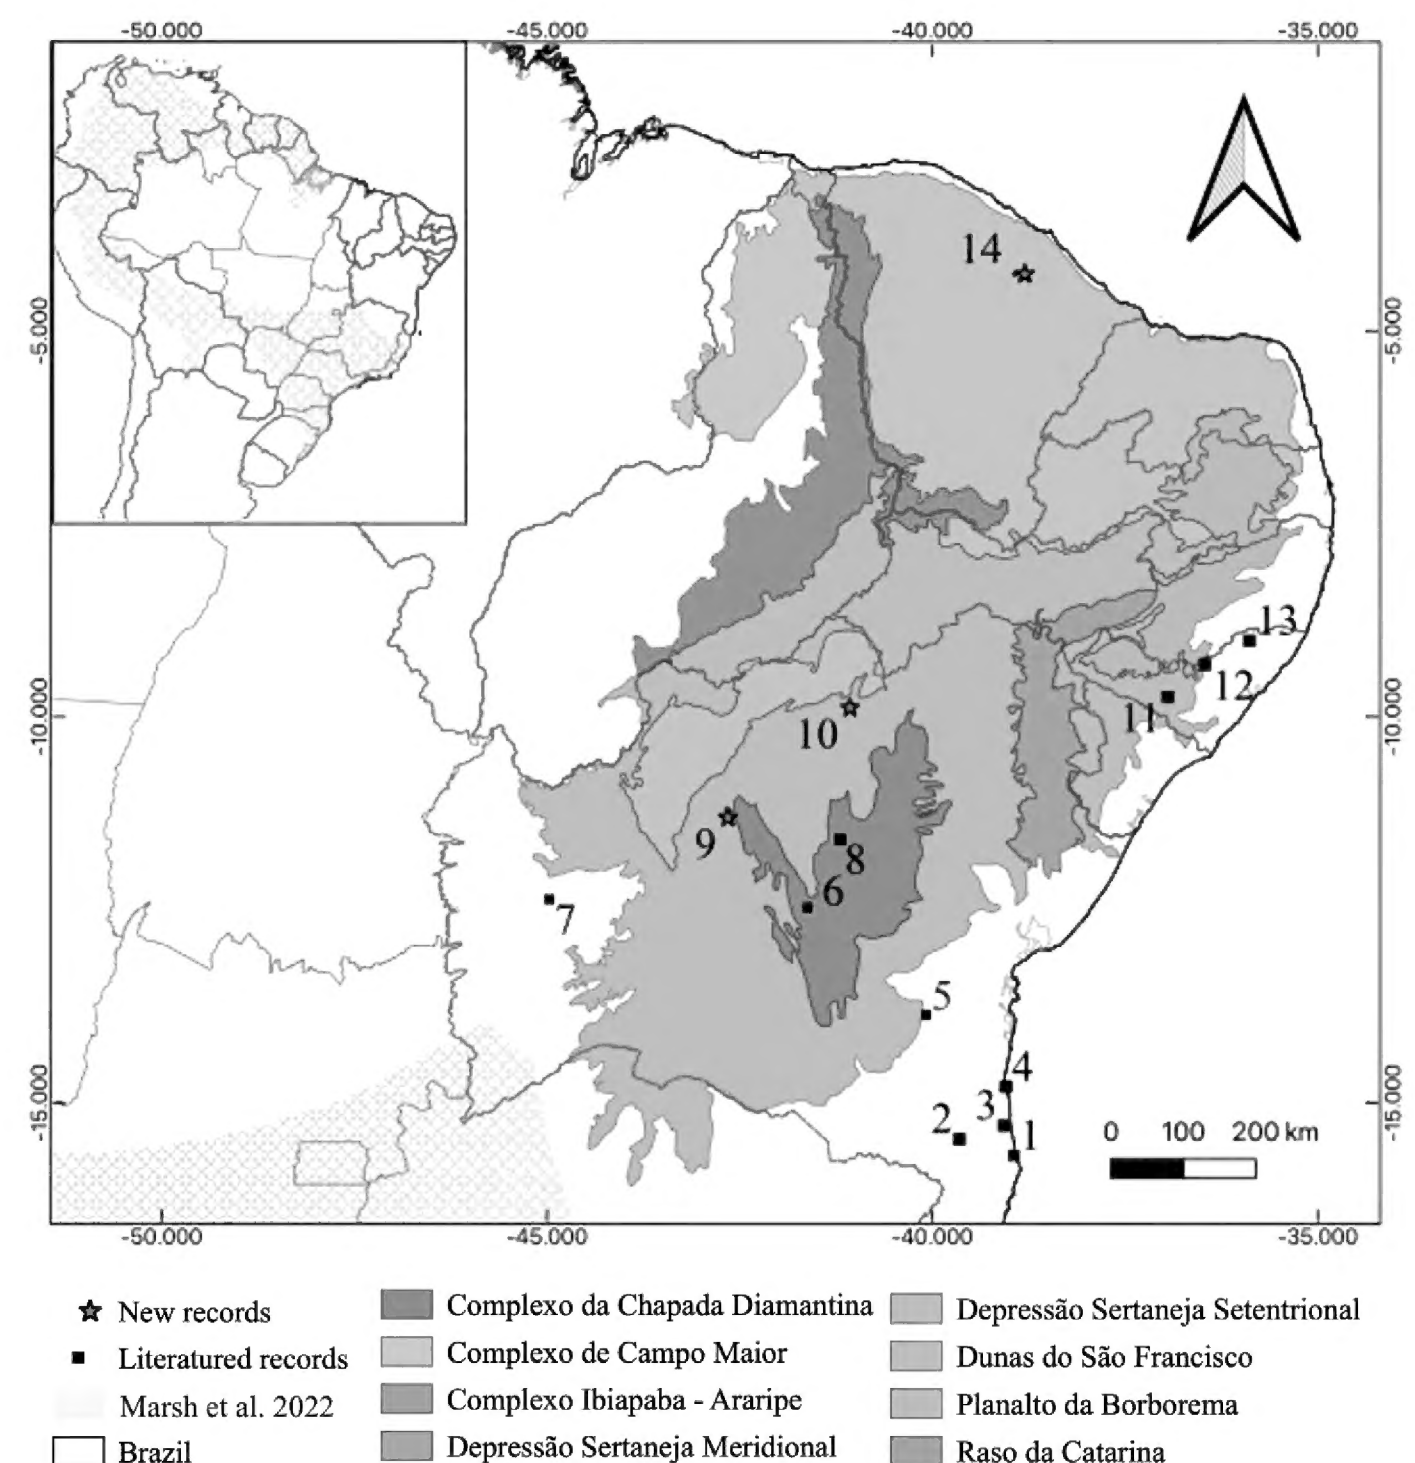 -50.000 -45.000 -40.000 -35.000
14
-5.000 -5.000
13
12
11
10
-10.000 -10.000
9
8
6
7
5
4
3
2
1
-15.000 -15.000
0 100 200 km
-50.000 -45.000 -40.000 -35.000
New records
Literatured records
Marsh et al. 2022
Brazil
Complexo da Chapada Diamantina
Complexo de Campo Maior
Complexo Ibiapaba - Araripe
Depressão Sertaneja Meridional
Depressão Sertaneja Setentrional
Dunas do São Francisco
Planalto da Borborema
Raso da Catarina